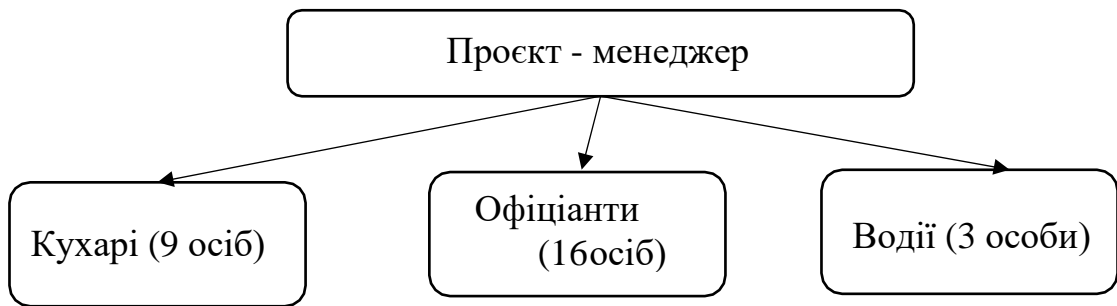 Проєкт - менеджер
Кухарі (9 осіб)
Офіціанти
(16осіб)
Водії (3 особи)